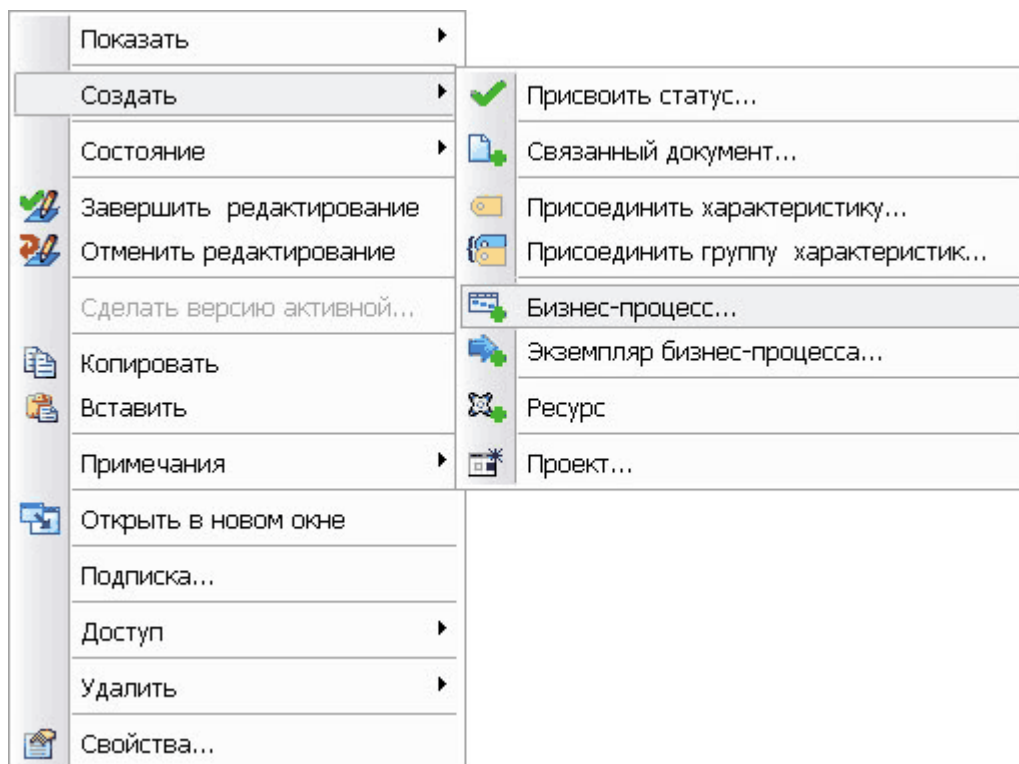 Показать
Создать
Состояние
Завершить  редактирование
Отменить редактирование
Сделать версию активной...
Копировать
Вставить
Примечания
Открыть в новом окне
Подписка...
Доступ
Удалить
Свойства...
Присвоить статус...
Связанный документ...
Присоединить характеристику...
Присоединить группу  характеристик...
Бизнес-процесс...
Экземпляр бизнес-процесса...
Ресурс
Проект...